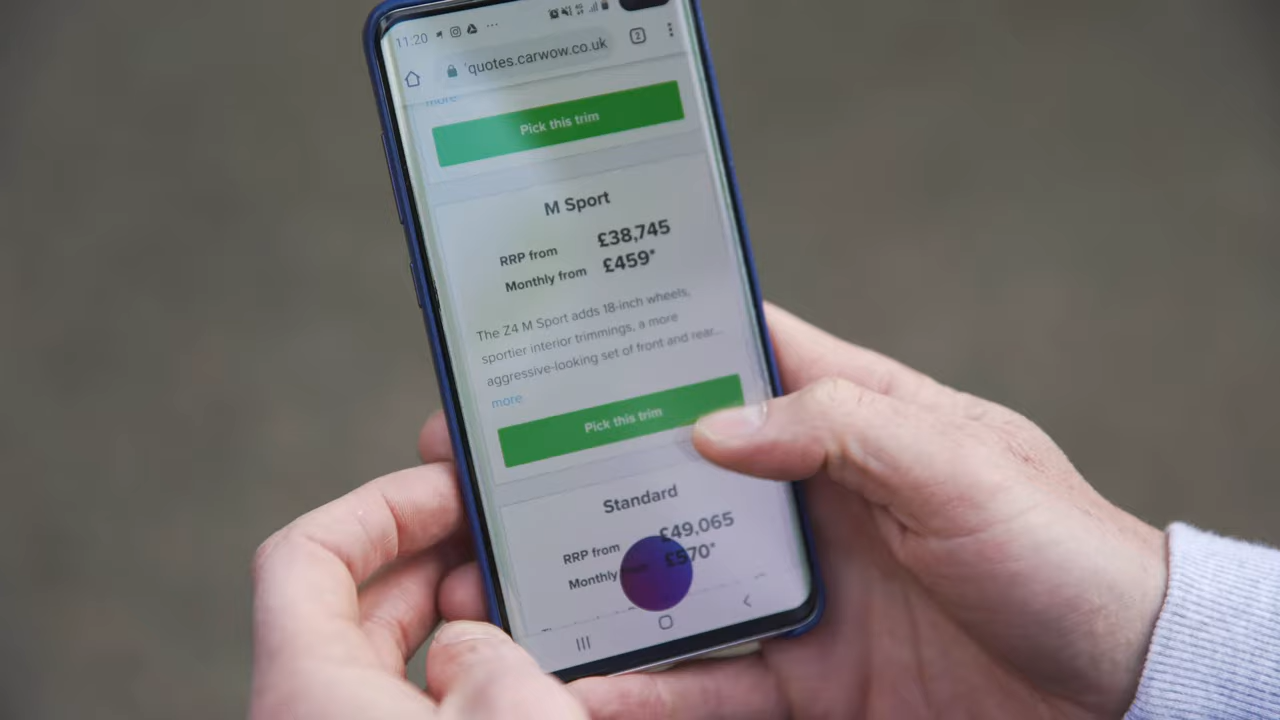 11:20
quotes.carwow.co.uk
2
more
Pick this trim
M Sport
RRP from £38,745
Monthly from £459*
The Z4 M Sport adds 18-inch wheels,
sportier interior trimmings, a more
aggressive-looking set of front and rear...
more
Pick this trim
Standard
RRP from £49,065
Monthly £570*